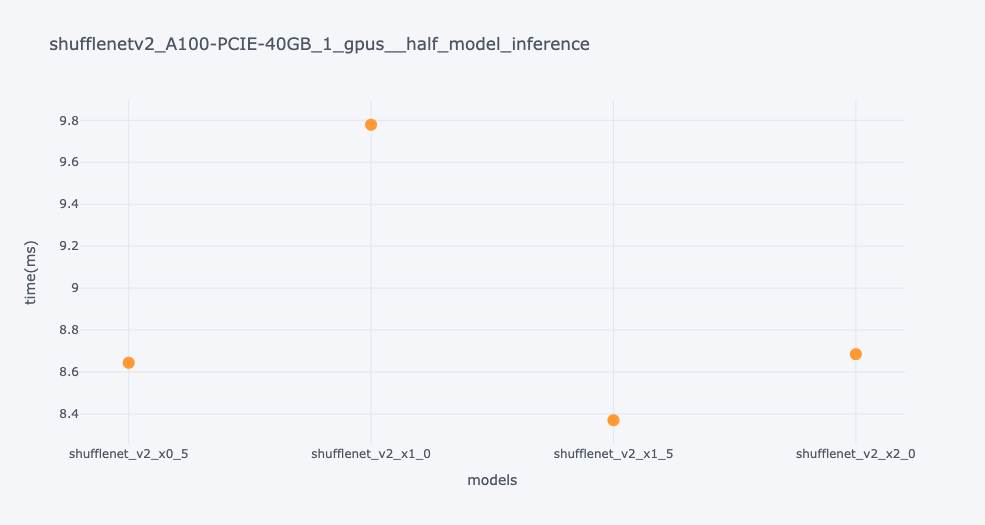 shufflenetv2_A100-PCIE-40GB_1_gpus__half_model_inference
9.8
9.6
9.4
9.2
9
8.8
8.6
8.4
time(ms)
shufflenet_v2_x0_5 shufflenet_v2_x1_0 shufflenet_v2_x1_5 shufflenet_v2_x2_0
models